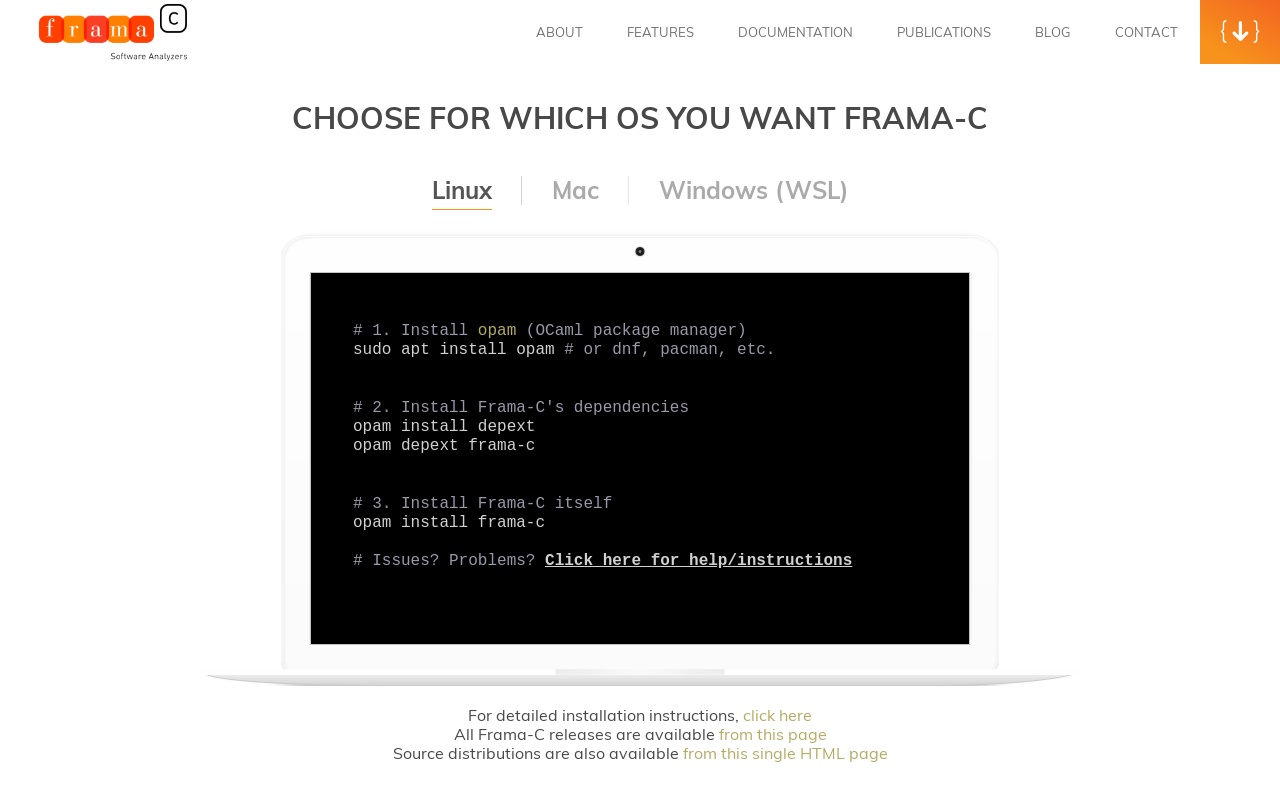 frama C
Software Analyzers
ABOUT FEATURES DOCUMENTATION PUBLICATIONS BLOG CONTACT
CHOOSE FOR WHICH OS YOU WANT FRAMA-C
Linux Mac Windows (WSL)
# 1. Install opam (OCaml package manager)
sudo apt install opam # or dnf, pacman, etc.
# 2. Install Frama-C's dependencies
opam install depext
opam depext frama-c
# 3. Install Frama-C itself
opam install frama-c
# Issues? Problems? Click here for help/instructions
For detailed installation instructions, click here
All Frama-C releases are available from this page
Source distributions are also available from this single HTML page